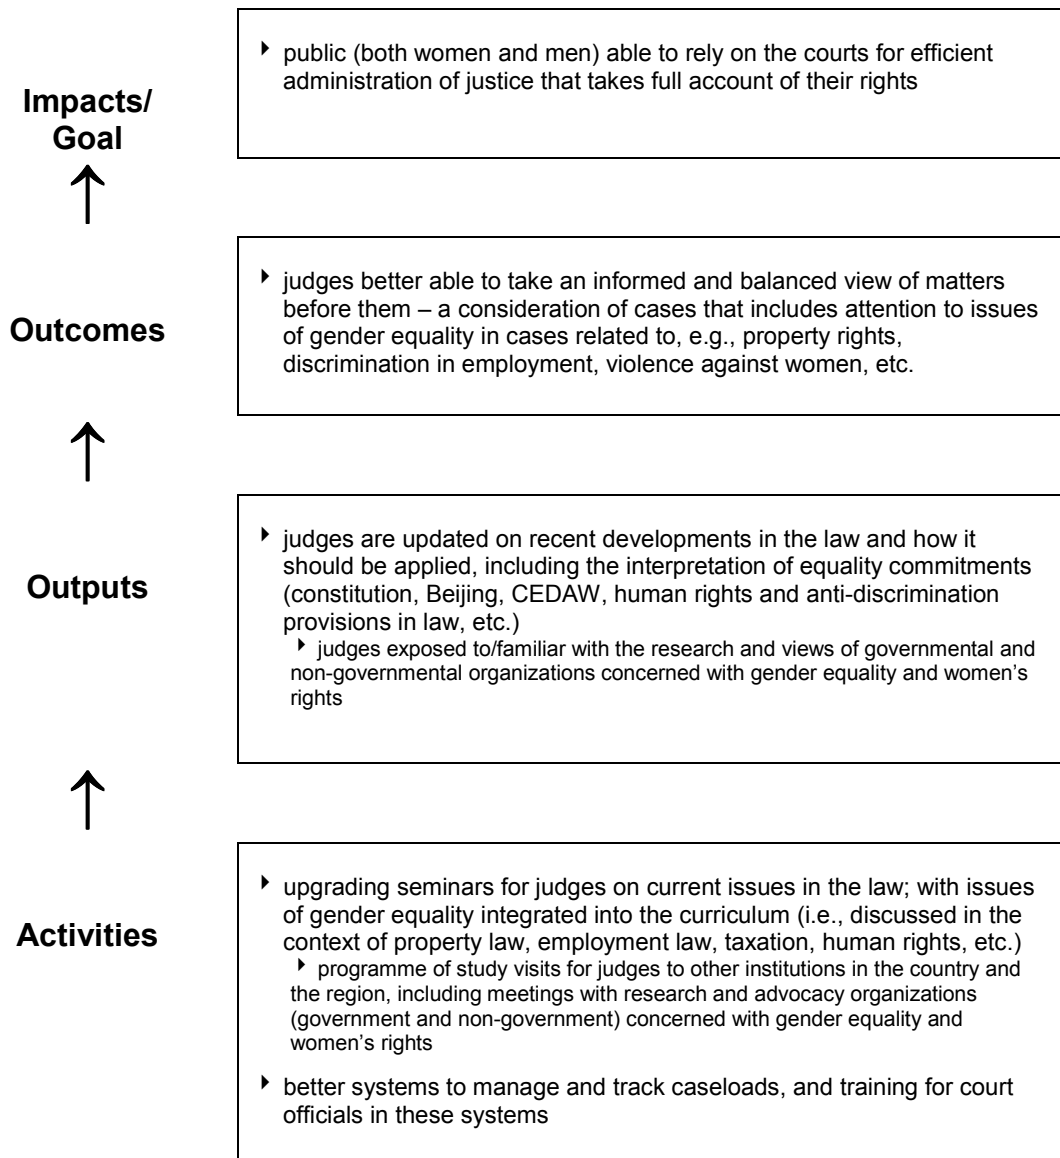 Impacts/
Goal
‣ public (both women and men) able to rely on the courts for efficient
administration of justice that takes full account of their rights
Outcomes
‣ judges better able to take an informed and balanced view of matters
before them – a consideration of cases that includes attention to issues
of gender equality in cases related to, e.g., property rights,
discrimination in employment, violence against women, etc.
Outputs
‣ judges are updated on recent developments in the law and how it
should be applied, including the interpretation of equality commitments
(constitution, Beijing, CEDAW, human rights and anti-discrimination
provisions in law, etc.)
‣ judges exposed to/familiar with the research and views of governmental and
non-governmental organizations concerned with gender equality and women’s
rights
Activities
‣ upgrading seminars for judges on current issues in the law; with issues
of gender equality integrated into the curriculum (i.e., discussed in the
context of property law, employment law, taxation, human rights, etc.)
‣ programme of study visits for judges to other institutions in the country and
the region, including meetings with research and advocacy organizations
(government and non-government) concerned with gender equality and
women’s rights
‣ better systems to manage and track caseloads, and training for court
officials in these systems